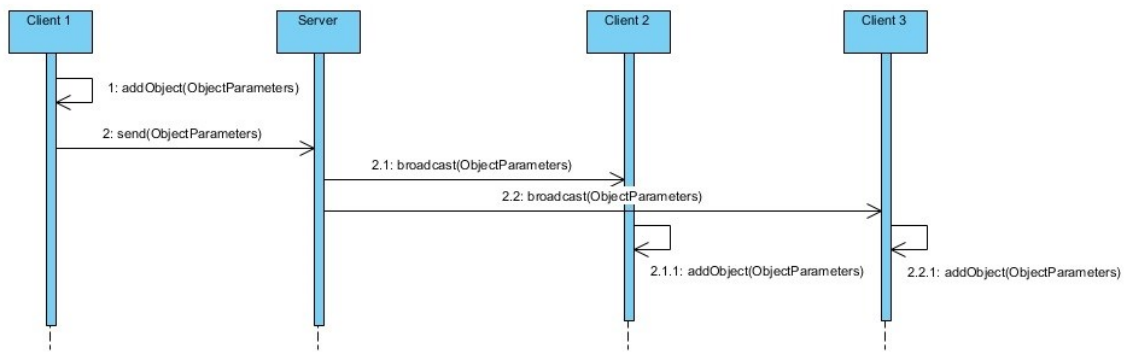 Client 1
Server
Client 2
Client 3
1: addObject(ObjectParameters)
2: send(ObjectParameters)
2.1: broadcast(ObjectParameters)
2.2: broadcast(ObjectParameters)
2.1.1: addObject(ObjectParameters)
2.2.1: addObject(ObjectParameters)